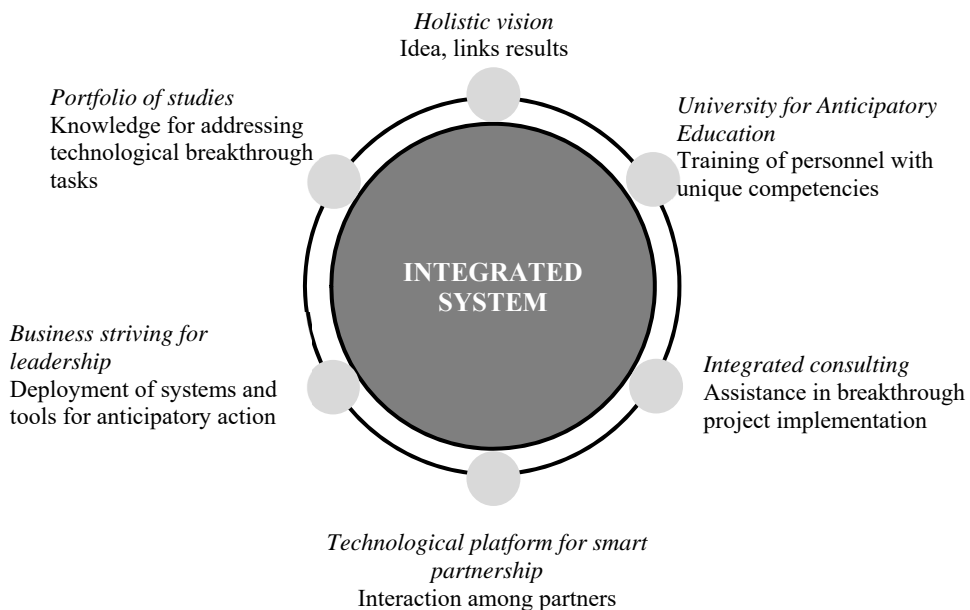 Holistic vision
Idea, links results
Portfolio of studies
Knowledge for addressing
technological breakthrough
tasks
University for Anticipatory
Education
Training of personnel with
unique competencies
INTEGRATED
SYSTEM
Business striving for
leadership
Deployment of systems and
tools for anticipatory action
Integrated consulting
Assistance in breakthrough
project implementation
Technological platform for smart
partnership
Interaction among partners